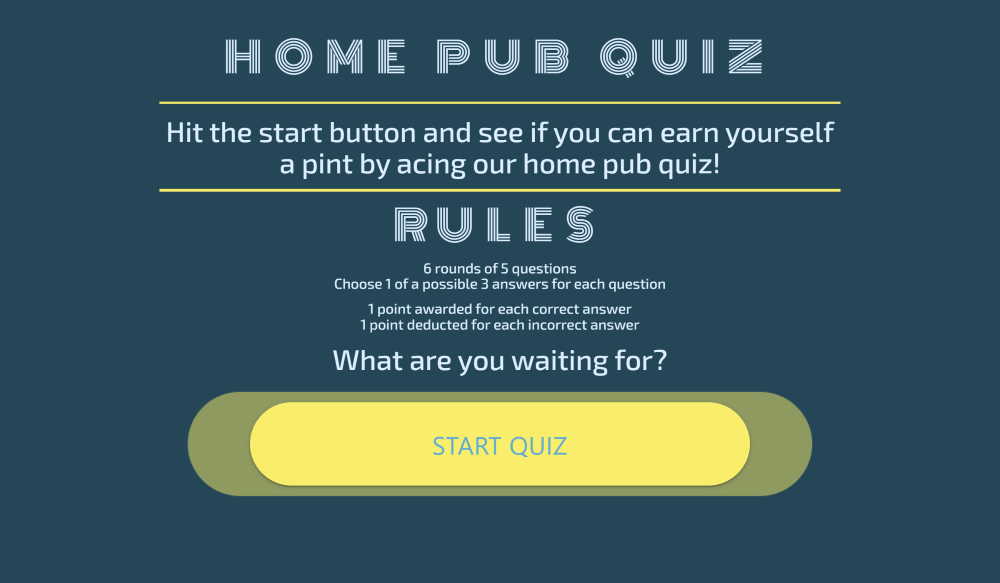 HOME PUB QUIZ
Hit the start button and see if you can earn yourself
a pint by acing our home pub quiz!
RULES
6 rounds of 5 questions
Choose 1 of a possible 3 answers for each question
1 point awarded for each correct answer
1 point deducted for each incorrect answer
What are you waiting for?
START QUIZ